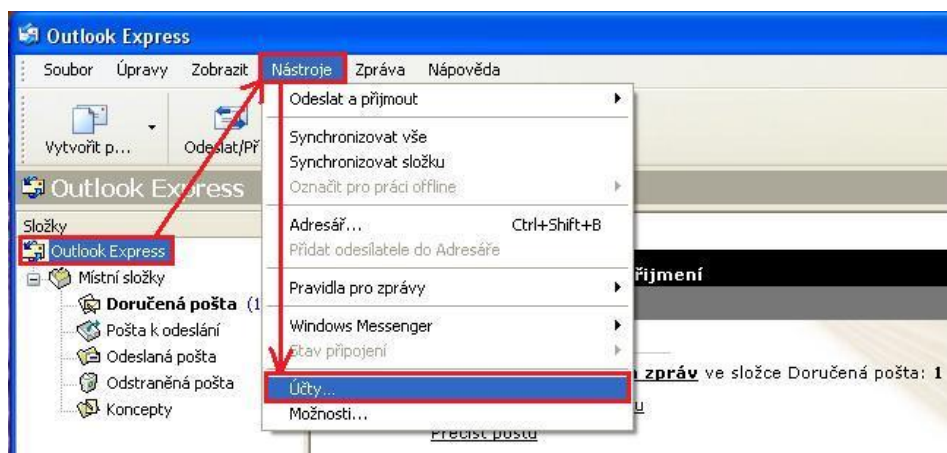 Outlook Express
Soubor Úpravy Zobrazit Nástroje Zpráva Nápověda
Vytvořit p... Odeslat/Př
Odeslat a přijmout
Synchronizovat vše
Synchronizovat složku
Označit pro práci offline
Adresář... Ctrl+Shift+B
Přidat odesílatele do Adresáře
Pravidla pro zprávy
Windows Messenger
Stav připojení
Účty...
Možnosti...
Outlook Express
Složky
Outlook Express
Místní složky
Doručená pošta (1
Pošta k odeslání
Odeslaná pošta
Odstraněná pošta
Koncepty
řijmení
zpráv ve složce Doručená pošta: 1
u
Přečíst poštu